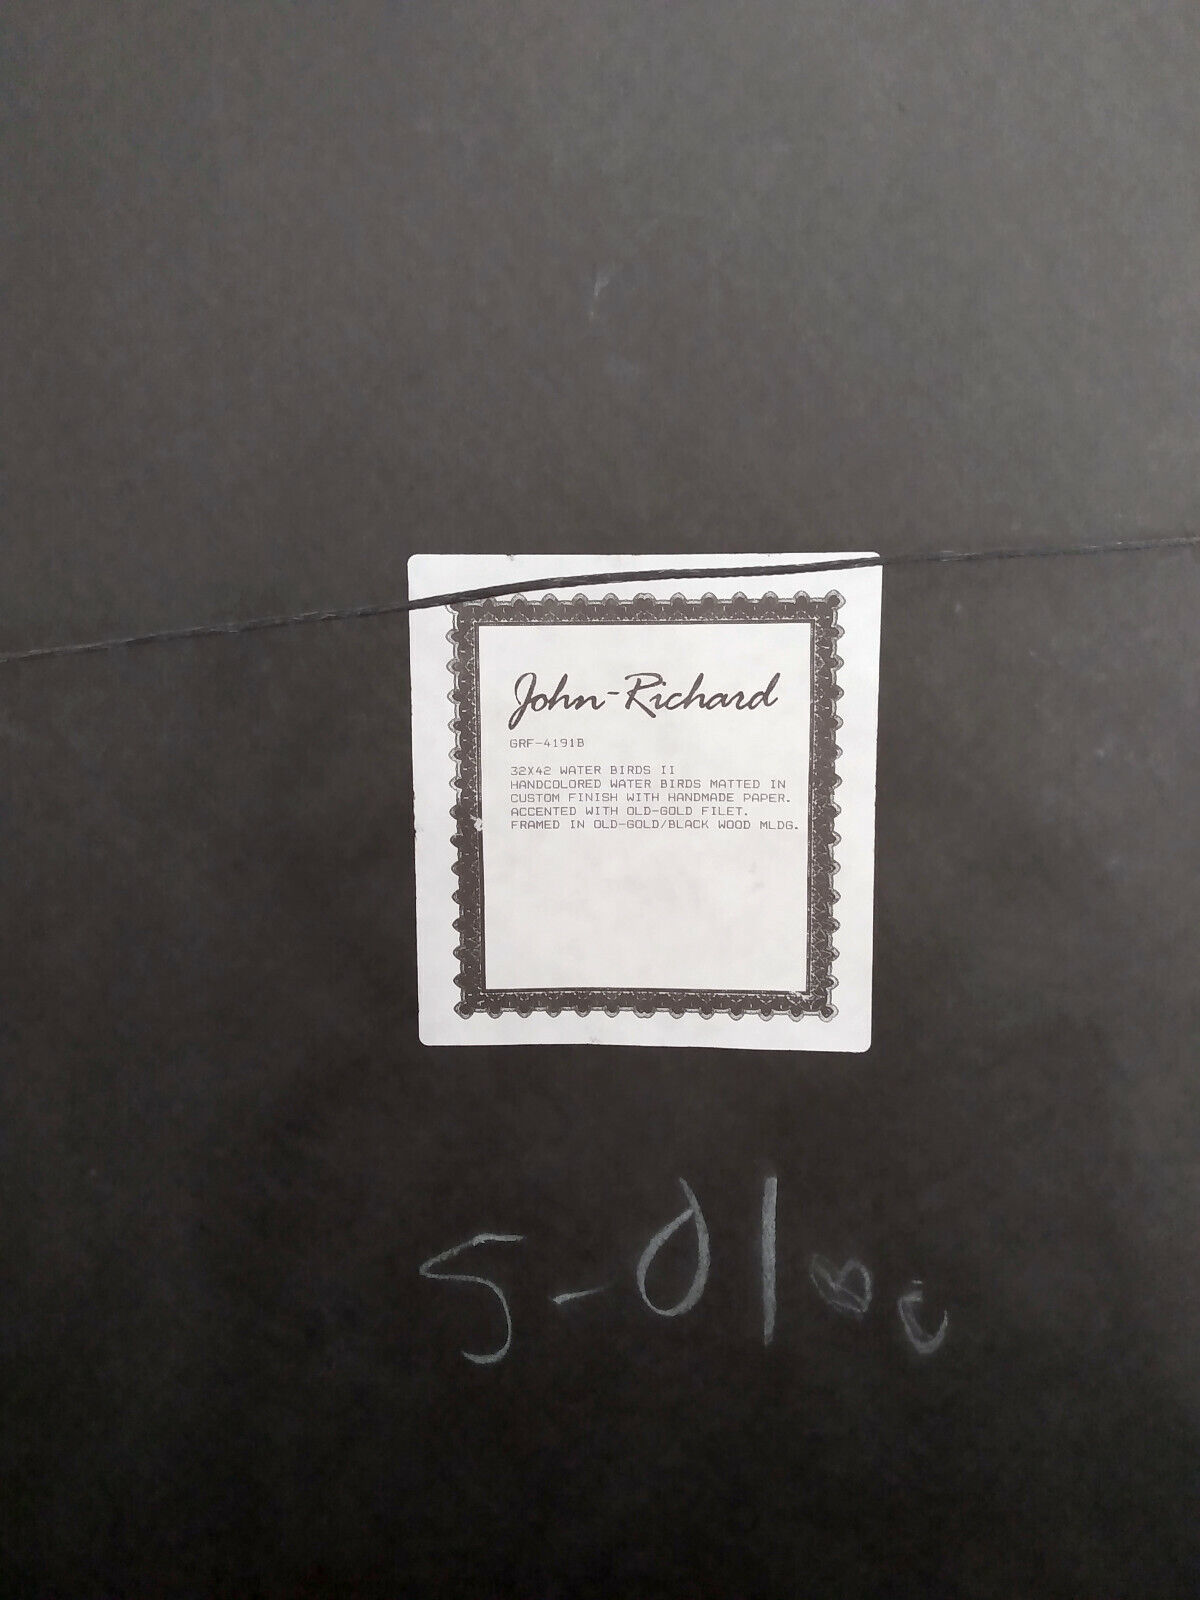 John-Richard
GRF-4191B
32X42 WATER BIRDS II
HANDCOLORED WATER BIRDS MATTED IN
CUSTOM FINISH WITH HANDMADE PAPER.
ACCENTED WITH OLD-GOLD FILET.
FRAMED IN OLD-GOLD/BLACK WOOD MLDG.
5-01